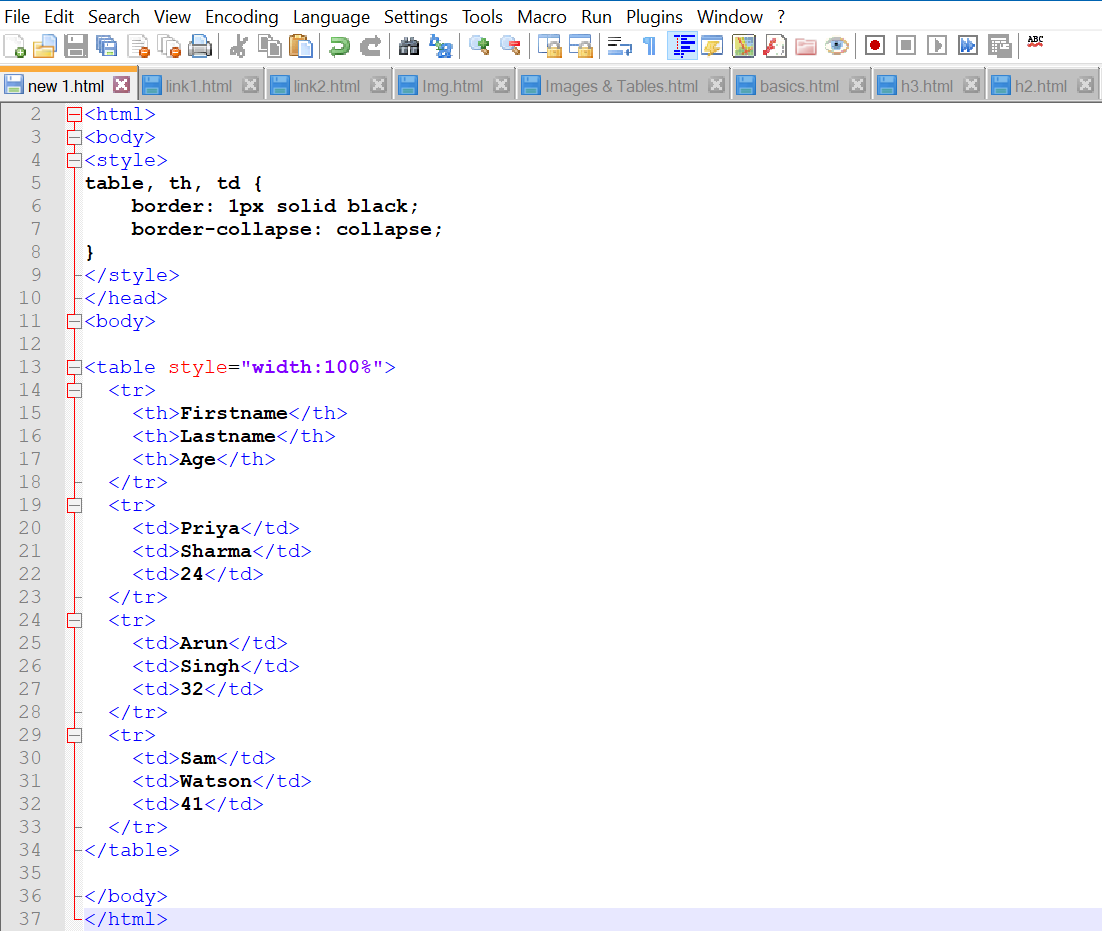 File Edit Search View Encoding Language Settings Tools Macro Run Plugins Window ?
ABC
new 1.html link1.html link2.html Img.html Images & Tables.html basics.html h3.html h2.html
2 <html>
3 <body>
4 <style>
5 table, th, td {
6     border: 1px solid black;
7     border-collapse: collapse;
8 }
9 </style>
10 </head>
11 <body>
12
13 <table style="width:100%">
14   <tr>
15     <th>Firstname</th>
16     <th>Lastname</th>
17     <th>Age</th>
18   </tr>
19   <tr>
20     <td>Priya</td>
21     <td>Sharma</td>
22     <td>24</td>
23   </tr>
24   <tr>
25     <td>Arun</td>
26     <td>Singh</td>
27     <td>32</td>
28   </tr>
29   <tr>
30     <td>Sam</td>
31     <td>Watson</td>
32     <td>41</td>
33   </tr>
34 </table>
35
36 </body>
37 </html>